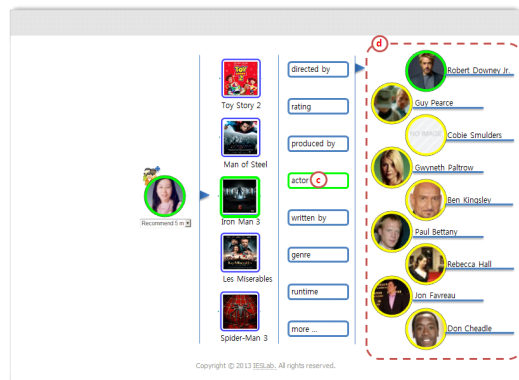 d
Robert Downey Jr.
directed by
Toy Story 2
Guy Pearce
rating
NO IMAGE
Cobie Smulders
produced by
Man of Steel
Gwyneth Paltrow
actor
c
Ben Kingsley
Recommend 5 m
Iron Man 3
written by
Paul Bettany
genre
Rebecca Hall
Les Miserables
runtime
Jon Favreau
more ...
Don Cheadle
Spider-Man 3
Copyright © 2013 IESLab. All rights reserved.